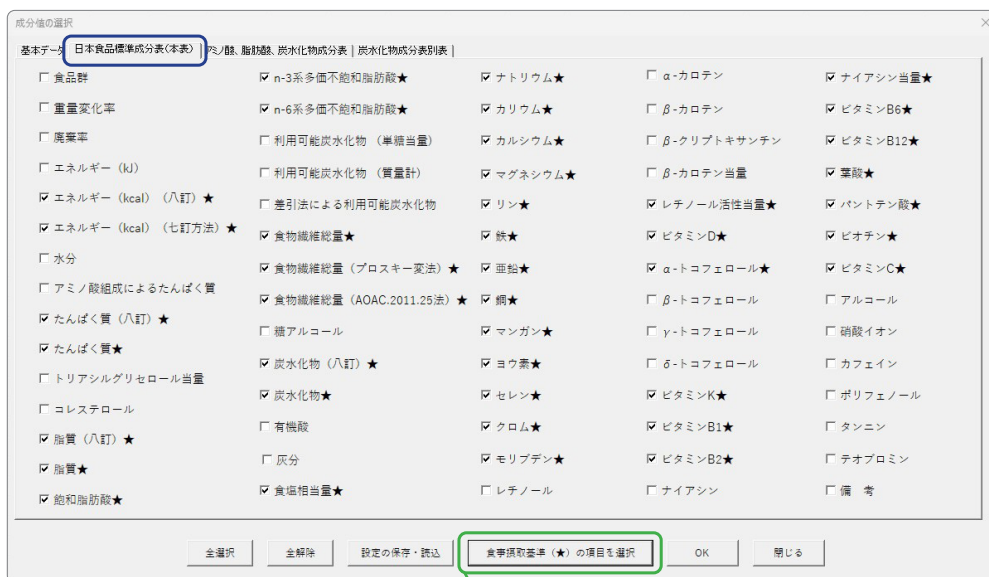 成分値の選択
基本データ 日本食品標準成分表(本表) アミノ酸、脂肪酸、炭水化物成分表 炭水化物成分表別表
食品群
重量変化率
廃棄率
エネルギー (kJ)
エネルギー (kcal) (八訂) ★
エネルギー (kcal) (七訂方法) ★
水分
アミノ酸組成によるたんぱく質
たんぱく質 (八訂) ★
たんぱく質★
トリアシルグリセロール当量
コレステロール
脂質 (八訂) ★
脂質★
飽和脂肪酸★
n-3系多価不飽和脂肪酸★
n-6系多価不飽和脂肪酸★
利用可能炭水化物 (単糖当量)
利用可能炭水化物 (質量計)
差引法による利用可能炭水化物
食物繊維総量★
食物繊維総量 (プロスキー変法) ★
食物繊維総量 (AOAC.2011.25法) ★
糖アルコール
炭水化物 (八訂) ★
炭水化物★
有機酸
灰分
食塩相当量★
ナトリウム★
カリウム★
カルシウム★
マグネシウム★
リン★
鉄★
亜鉛★
銅★
マンガン★
ヨウ素★
セレン★
クロム★
モリブデン★
レチノール
α-カロテン
β-カロテン
β-クリプトキサンチン
β-カロテン当量
レチノール活性当量★
ビタミンD★
α-トコフェロール★
β-トコフェロール
γ-トコフェロール
δ-トコフェロール
ビタミンK★
ビタミンB1★
ビタミンB2★
ナイアシン
ナイアシン当量★
ビタミンB6★
ビタミンB12★
葉酸★
パントテン酸★
ビオチン★
ビタミンC★
アルコール
硝酸イオン
カフェイン
ポリフェノール
タンニン
テオブロミン
備 考
全選択 全解除 設定の保存・読込 食事摂取基準 (★) の項目を選択 OK 閉じる